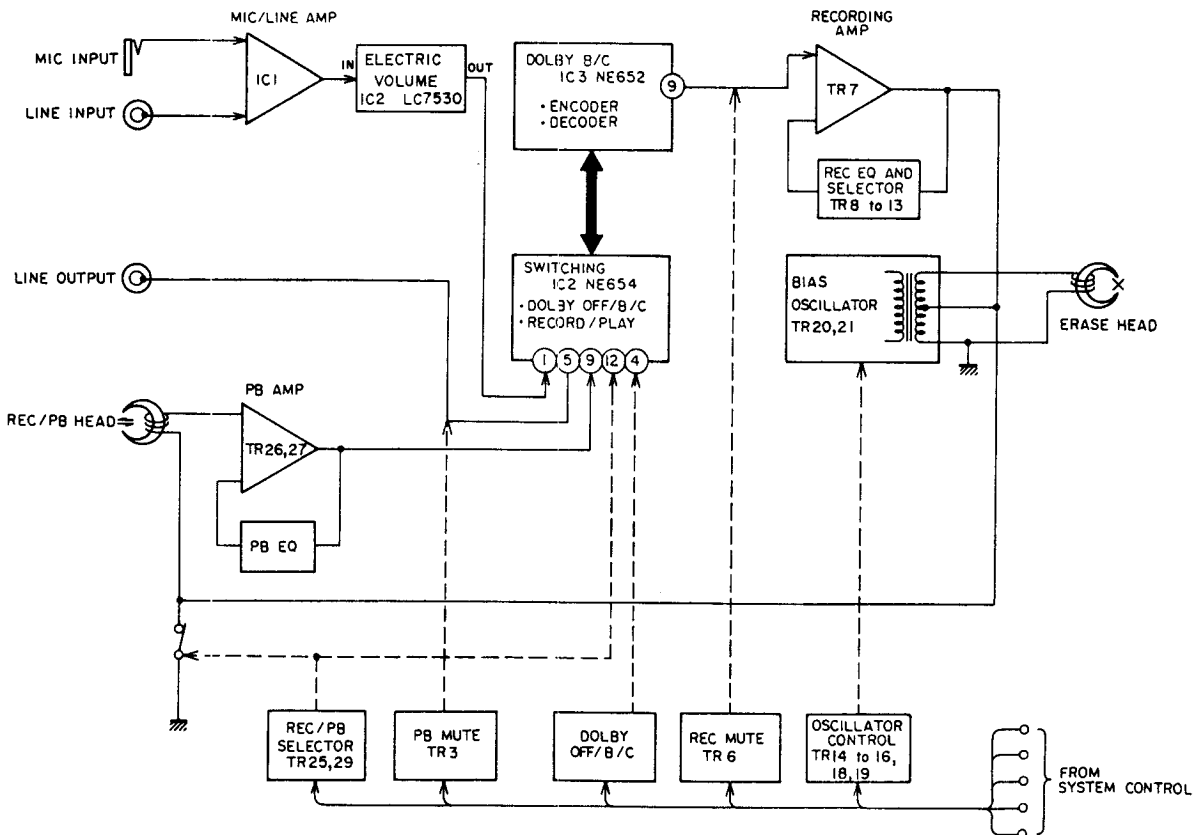 MIC/LINE AMP
RECORDING
AMP
MIC INPUT
LINE INPUT
IC1
IN
ELECTRIC
VOLUME
IC2 LC7530
OUT
DOLBY B/C
IC3 NE652
• ENCODER
• DECODER
9
TR7
REC EQ AND
SELECTOR
TR8 to 13
LINE OUTPUT
SWITCHING
IC2 NE654
• DOLBY OFF/B/C
• RECORD/PLAY
1
5
9
12
4
BIAS
OSCILLATOR
TR20,21
ERASE HEAD
PB AMP
REC/PB HEAD
TR26,27
PB EQ
REC/PB
SELECTOR
TR25,29
PB MUTE
TR3
DOLBY
OFF/B/C
REC MUTE
TR6
OSCILLATOR
CONTROL
TR14 to 16,
18,19
FROM
SYSTEM CONTROL